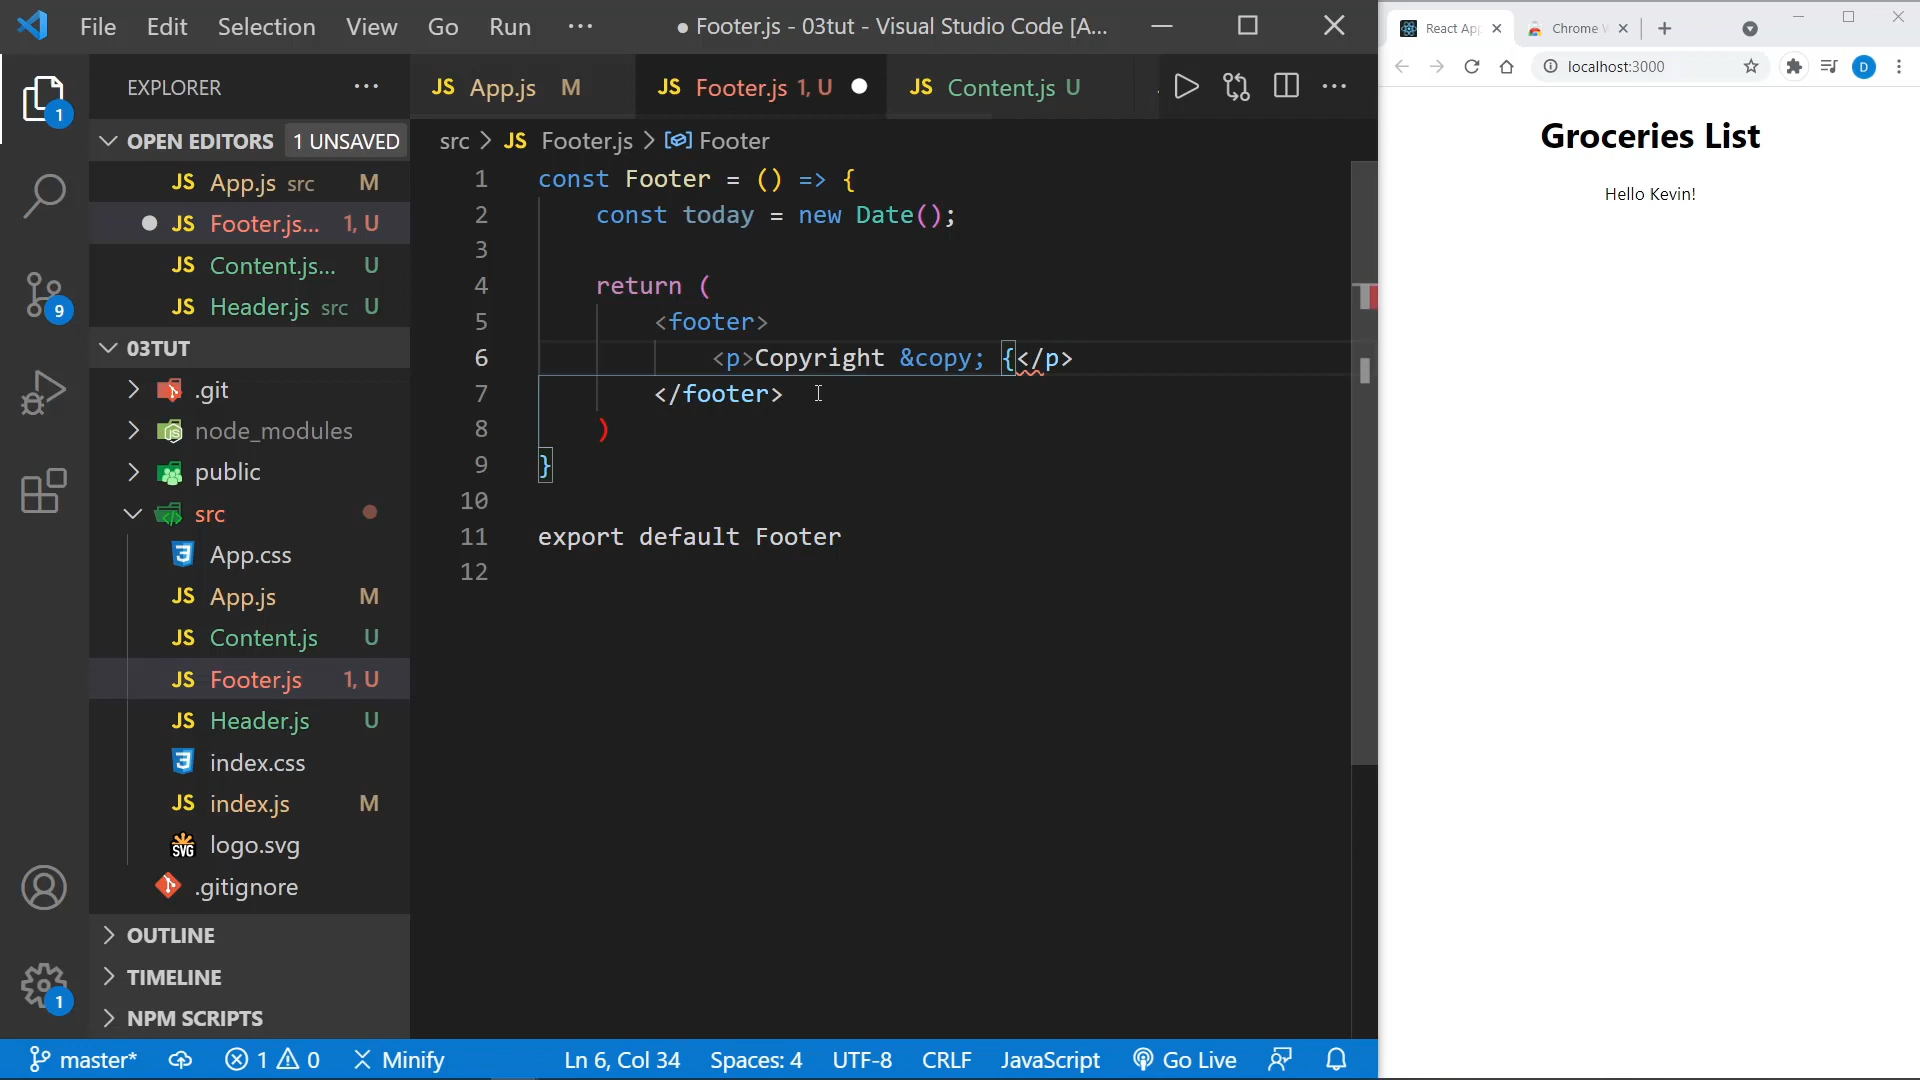 File Edit Selection View Go Run ··· ● Footer.js - 03tut - Visual Studio Code [A...
EXPLORER ···
OPEN EDITORS 1 UNSAVED
JS App.js src M
JS Footer.js... 1, U
JS Content.js... U
JS Header.js src U
03TUT
.git
node_modules
public
src
App.css
JS App.js M
JS Content.js U
JS Footer.js 1, U
JS Header.js U
index.css
JS index.js M
SVG logo.svg
.gitignore
OUTLINE
TIMELINE
NPM SCRIPTS
1
9
1
JS App.js M JS Footer.js 1, U JS Content.js U
src > JS Footer.js > Footer
1 const Footer = () => {
2 const today = new Date();
3
4 return (
5 <footer>
6 <p>Copyright &copy; {</p>
7 </footer>
8 )
9 }
10
11 export default Footer
12
master* 1 0 Minify Ln 6, Col 34 Spaces: 4 UTF-8 CRLF JavaScript Go Live
React App Chrome W
localhost:3000 D
Groceries List
Hello Kevin!